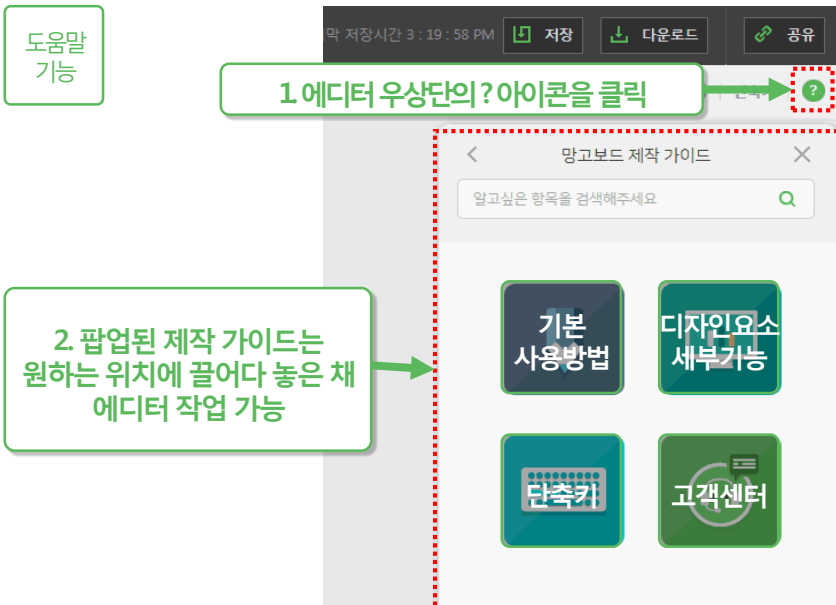 도움말
기능
막 저장시간 3 : 19 : 58 PM
저장
다운로드
공유
1. 에디터 우상단의 ? 아이콘을 클릭
?
망고보드 제작 가이드
알고싶은 항목을 검색해주세요
2. 팝업된 제작 가이드는
원하는 위치에 끌어다 놓은 채
에디터 작업 가능
기본
사용방법
디자인요소
세부기능
단축키
고객센터